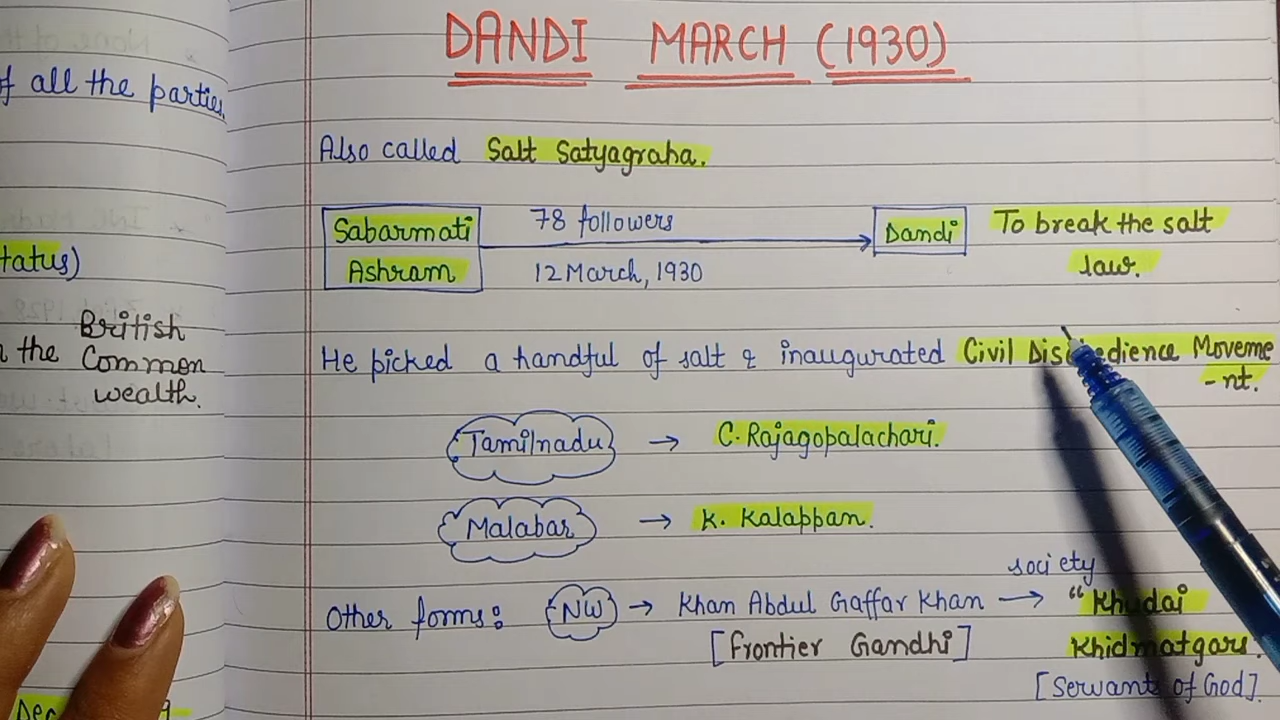 f all the parties.
tatus)
British
n the Common
wealth.
Dec 9
DANDI MARCH (1930)
Also called Salt Satyagraha.
Sabarmati Ashram
78 followers
12 March, 1930
Dandi
To break the salt
law.
He picked a handful of salt & inaugurated Civil Disobedience Moveme
-nt.
Tamilnadu → C. Rajagopalachari.
Malabar → K. Kalappan.
society
Other forms: NW → Khan Abdul Gaffar Khan → "Khudai
[Frontier Gandhi] Khidmatgars.
[Servants of God].